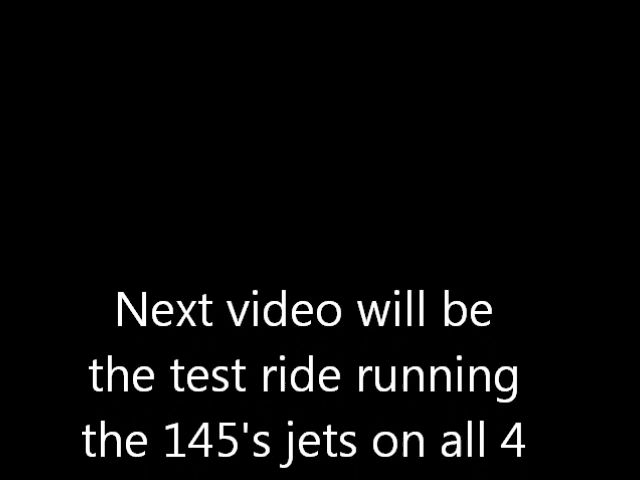 Next video will be
the test ride running
the 145's jets on all 4